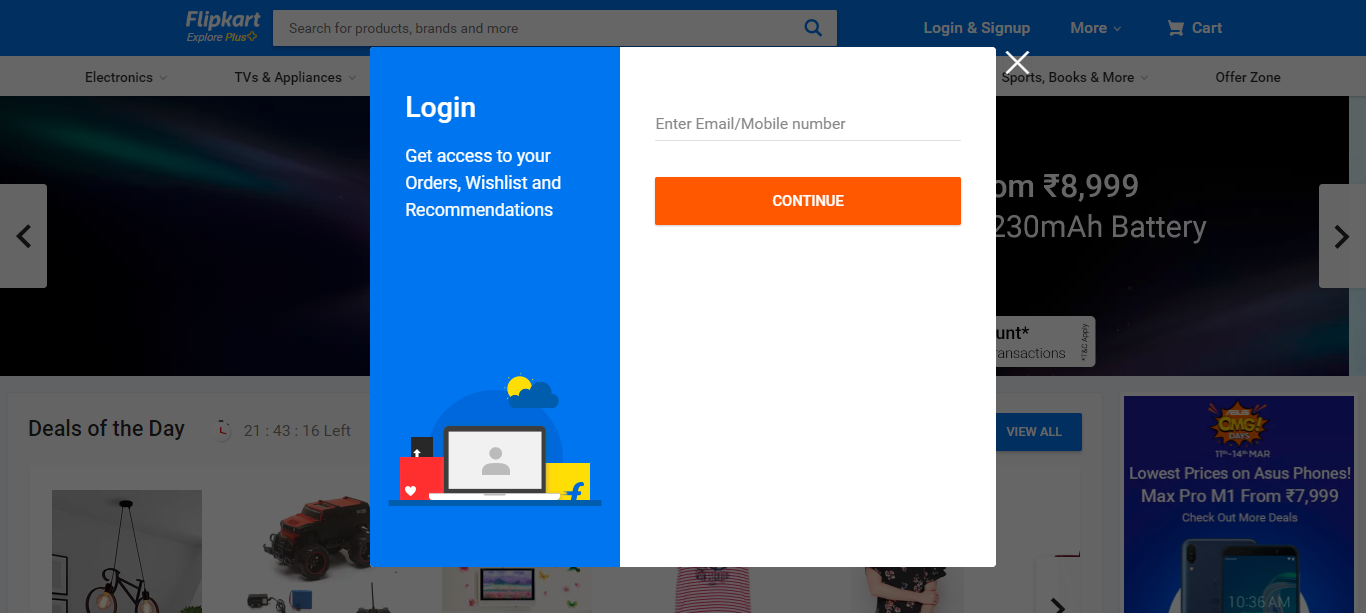 Flipkart
Explore Plus
Search for products, brands and more
Login & Signup
More
Cart
Electronics
TVs & Appliances
Sports, Books & More
Offer Zone
Login
Get access to your
Orders, Wishlist and
Recommendations
Enter Email/Mobile number
CONTINUE
om ₹8,999
230mAh Battery
unt*
ransactions
*T&C Apply
Deals of the Day
21 : 43 : 16 Left
VIEW ALL
ASUS
OMG!
DAYS
11th-14th MAR
Lowest Prices on Asus Phones!
Max Pro M1 From ₹7,999
Check Out More Deals
10:36 AM